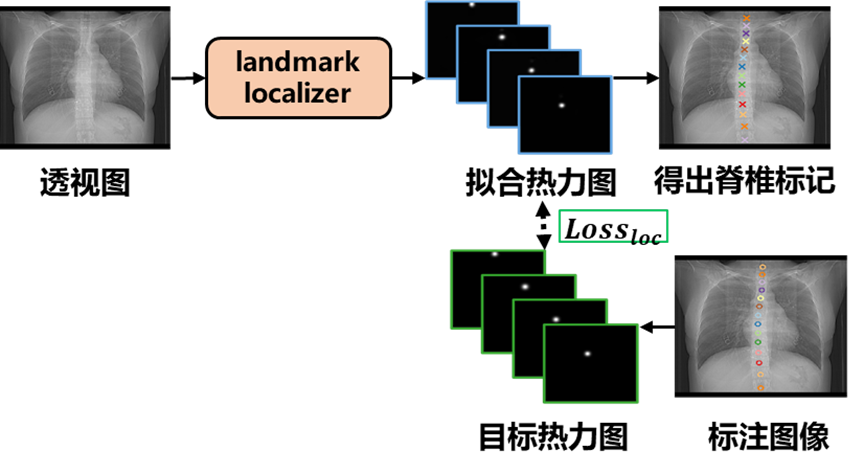 landmark
localizer
透视图
拟合热力图
得出脊椎标记
Loss_loc
目标热力图
标注图像